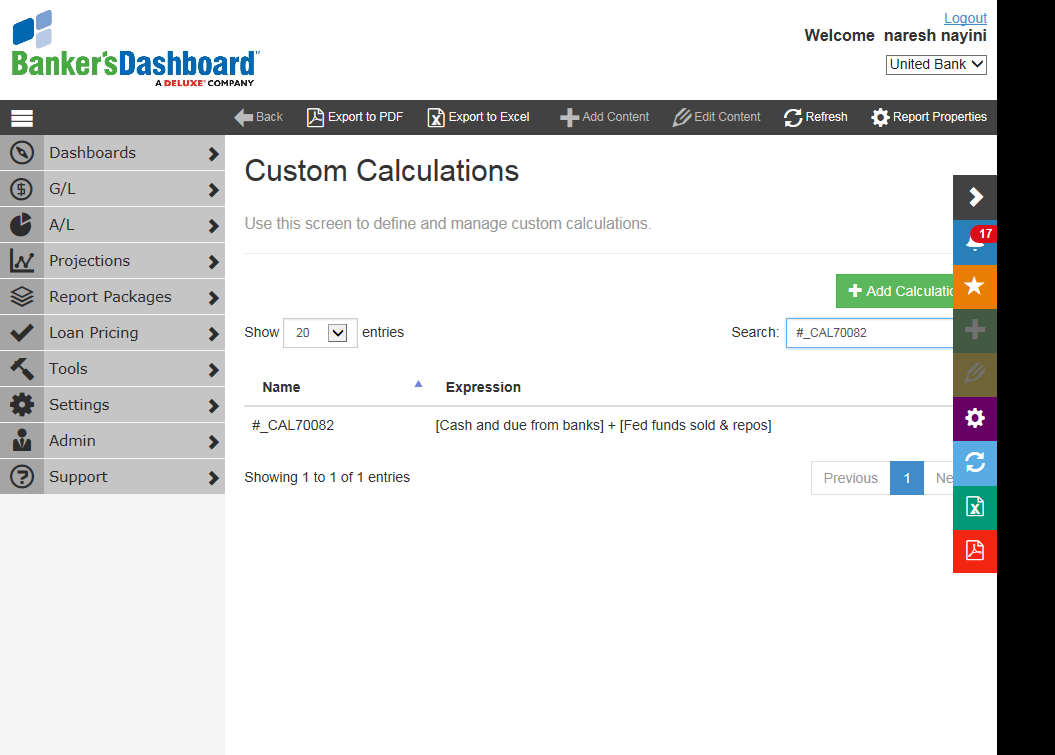 Logout
Welcome naresh nayini
United Bank
Banker'sDashboard
A DELUXE COMPANY
Back Export to PDF Export to Excel Add Content Edit Content Refresh Report Properties
Dashboards
G/L
A/L
Projections
Report Packages
Loan Pricing
Tools
Settings
Admin
Support
Custom Calculations
Use this screen to define and manage custom calculations.
17
Add Calculatio
Show 20 entries Search: #_CAL70082
Name Expression
#_CAL70082 [Cash and due from banks] + [Fed funds sold & repos]
Showing 1 to 1 of 1 entries Previous 1 Ne